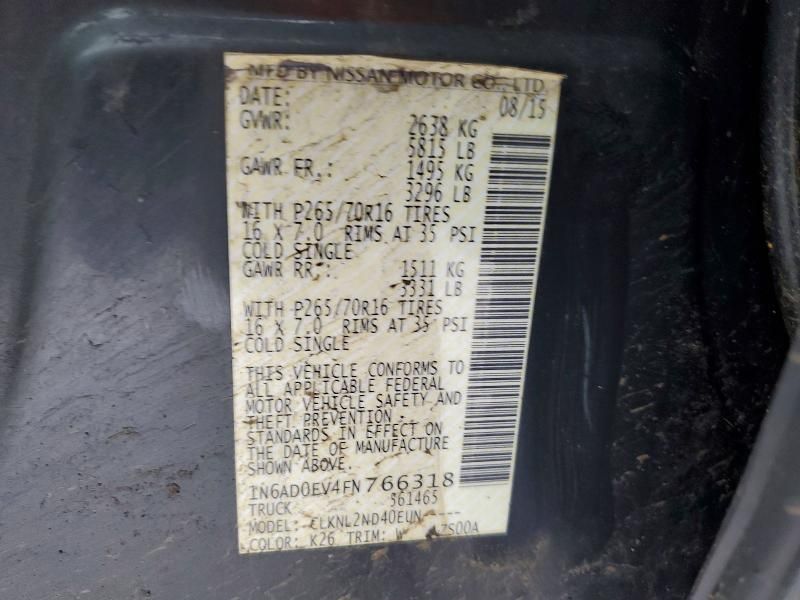 MFD BY NISSAN MOTOR CO., LTD.
DATE: 08/15
GVWR: 2638 KG
5815 LB
GAWR FR.: 1495 KG
3296 LB
WITH P265/70R16 TIRES
16 X 7.0 RIMS AT 35 PSI
COLD SINGLE
GAWR RR.: 1511 KG
3331 LB
WITH P265/70R16 TIRES
16 X 7.0 RIMS AT 35 PSI
COLD SINGLE
THIS VEHICLE CONFORMS TO
ALL APPLICABLE FEDERAL
MOTOR VEHICLE SAFETY AND
THEFT PREVENTION
STANDARDS IN EFFECT ON
THE DATE OF MANUFACTURE
SHOWN ABOVE.
1N6AD0EV4FN766318
TRUCK 561465
MODEL: CLKNL2ND40EUN
COLOR: K26 TRIM: